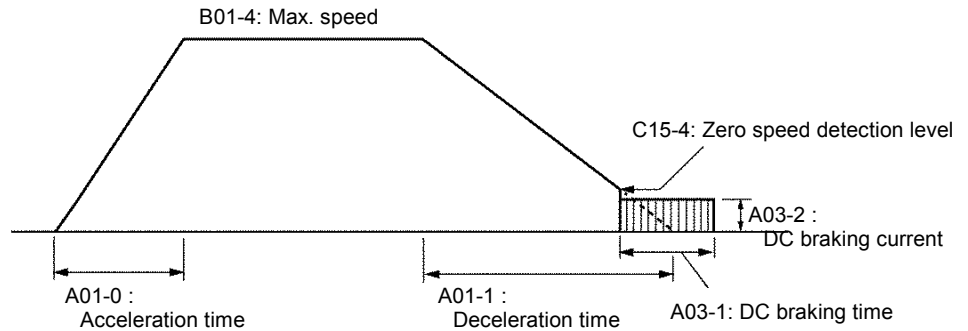 B01-4: Max. speed
C15-4: Zero speed detection level
A03-2 :
DC braking current
A01-0 :
Acceleration time
A01-1 :
Deceleration time
A03-1: DC braking time